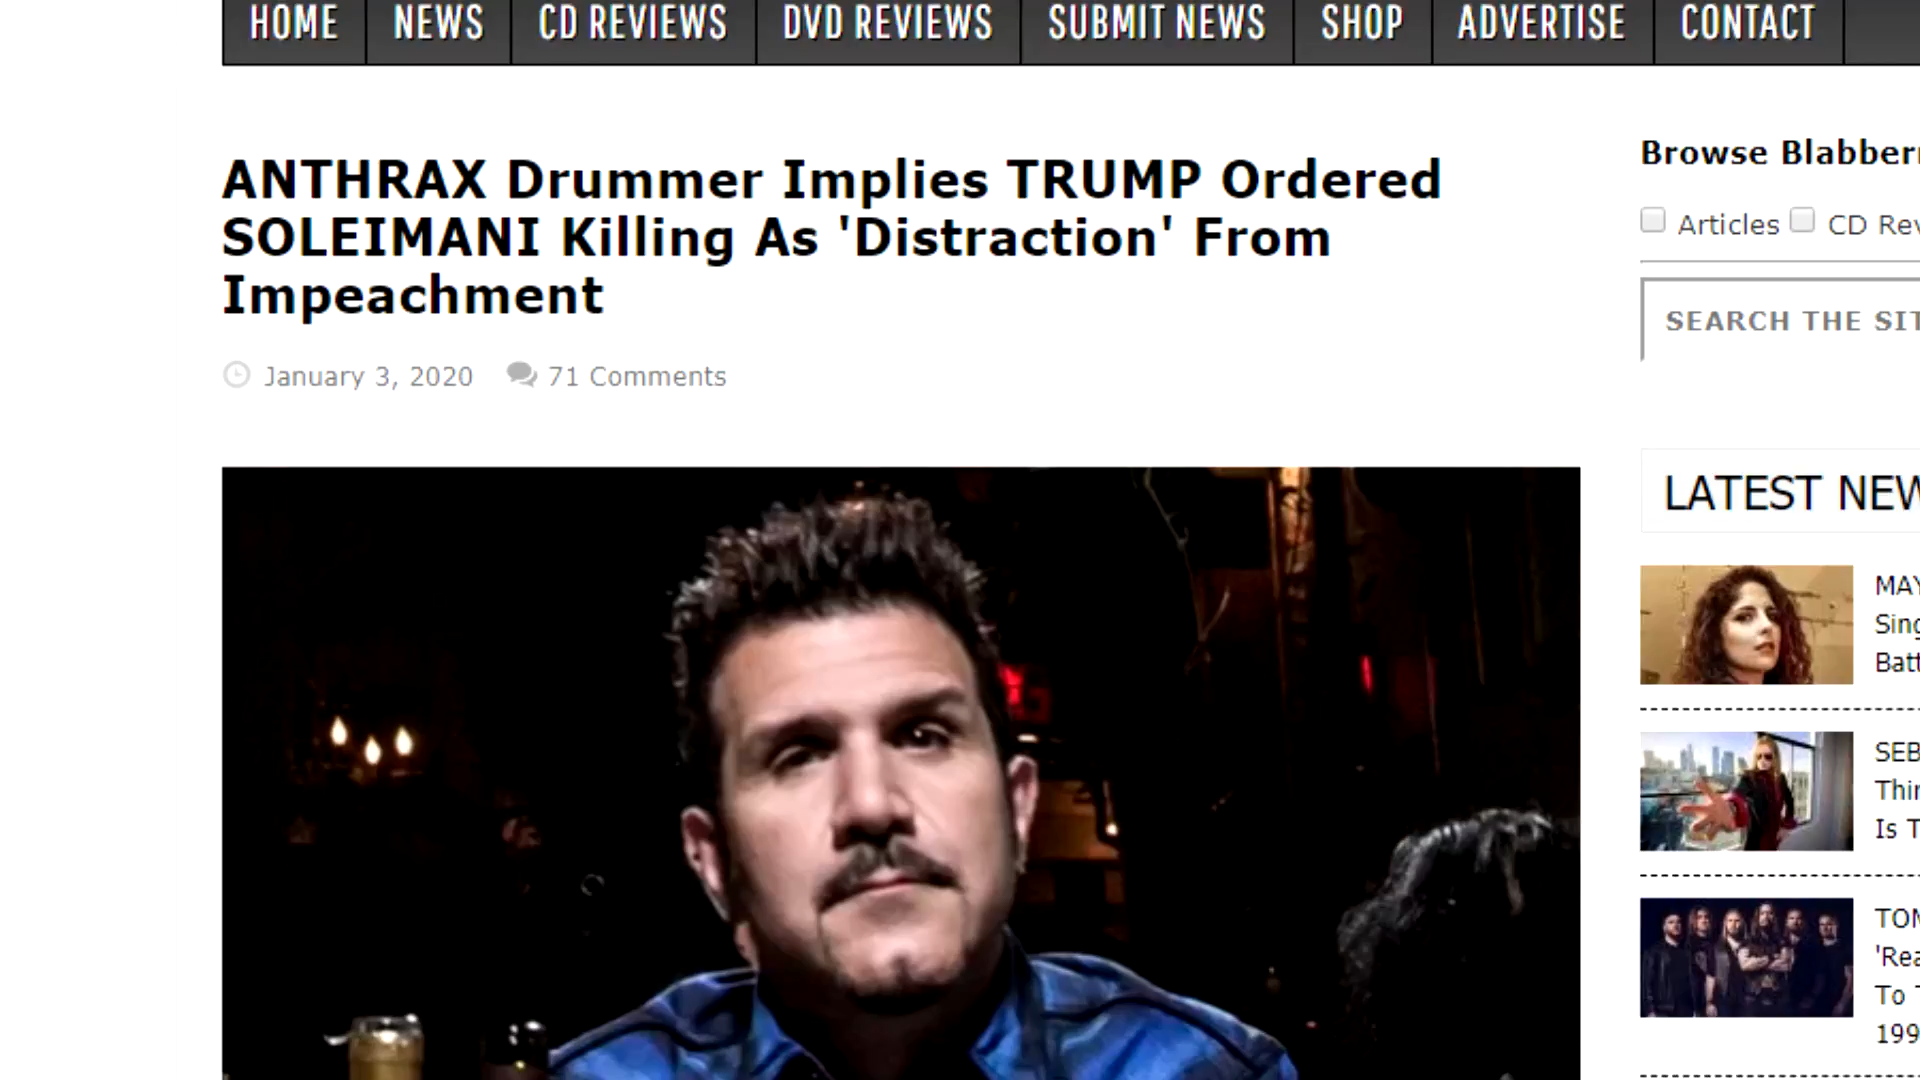 HOME NEWS CD REVIEWS DVD REVIEWS SUBMIT NEWS SHOP ADVERTISE CONTACT
ANTHRAX Drummer Implies TRUMP Ordered
SOLEIMANI Killing As 'Distraction' From
Impeachment
January 3, 2020 71 Comments
Browse Blabber
Articles CD Rev
SEARCH THE SIT
LATEST NEW
MAY
Sing
Batt
SEB
Thin
Is T
TOM
'Rea
To T
199